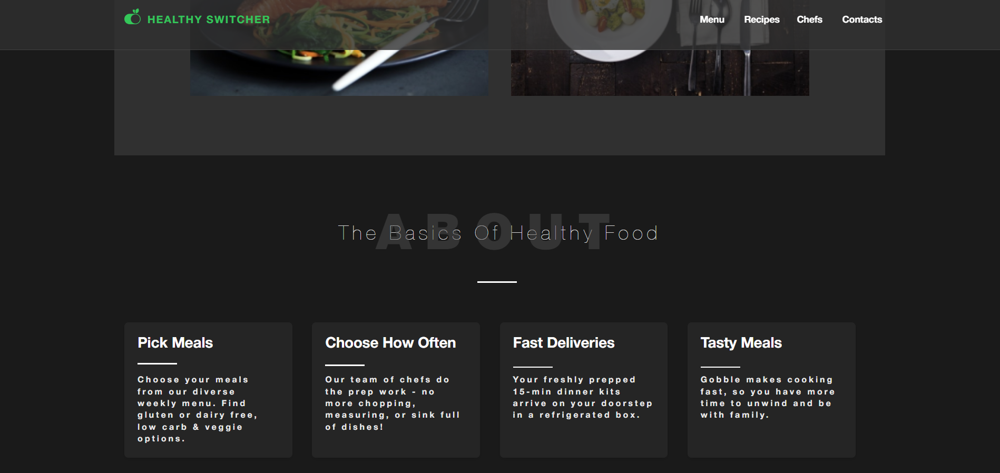 HEALTHY SWITCHER
Menu Recipes Chefs Contacts
ABOUT
The Basics Of Healthy Food
Pick Meals
Choose your meals
from our diverse
weekly menu. Find
gluten or dairy free,
low carb & veggie
options.
Choose How Often
Our team of chefs do
the prep work - no
more chopping,
measuring, or sink full
of dishes!
Fast Deliveries
Your freshly prepped
15-min dinner kits
arrive on your doorstep
in a refrigerated box.
Tasty Meals
Gobble makes cooking
fast, so you have more
time to unwind and be
with family.